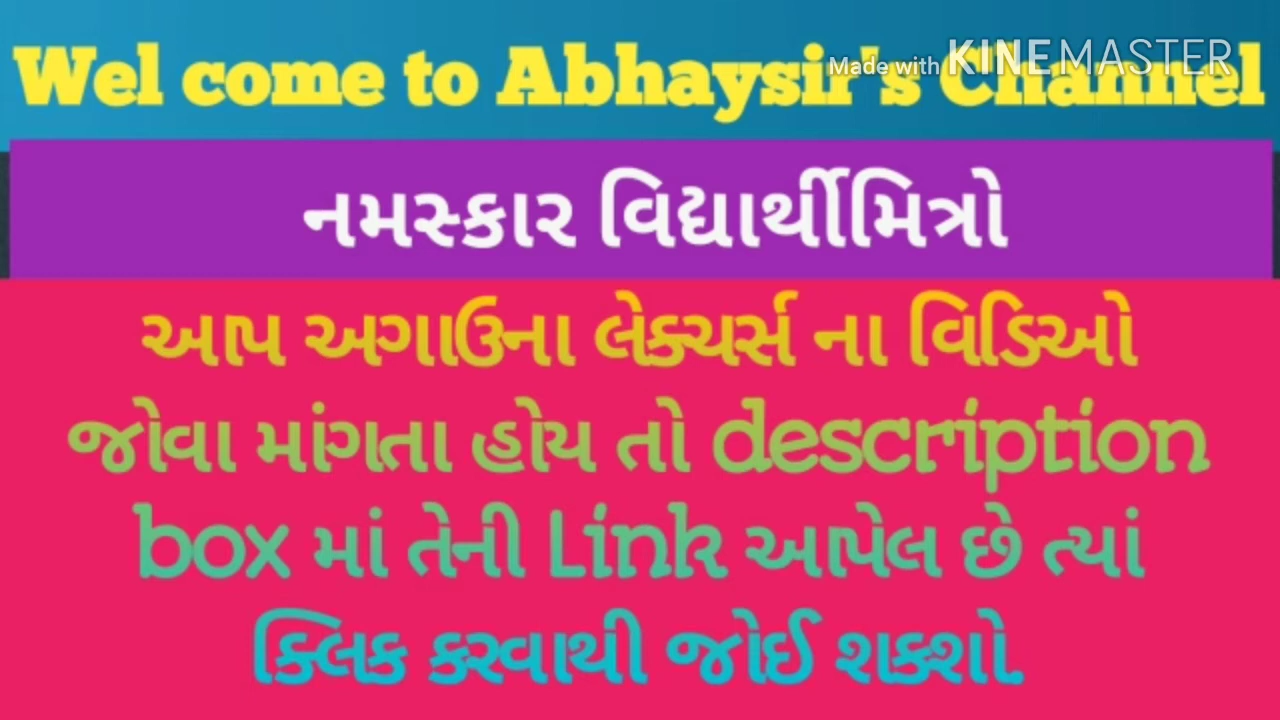 Wel come to Abhaysir's Channel
Made with KINEMASTER
નમસ્કાર વિદ્યાર્થીમિત્રો
આપ અગાઉના લેક્ચર્સ ના વિડિઓ
જોવા માંગતા હોય તો description
box માં તેની Link આપેલ છે ત્યાં
ક્લિક કરવાથી જોઈ શકશો.